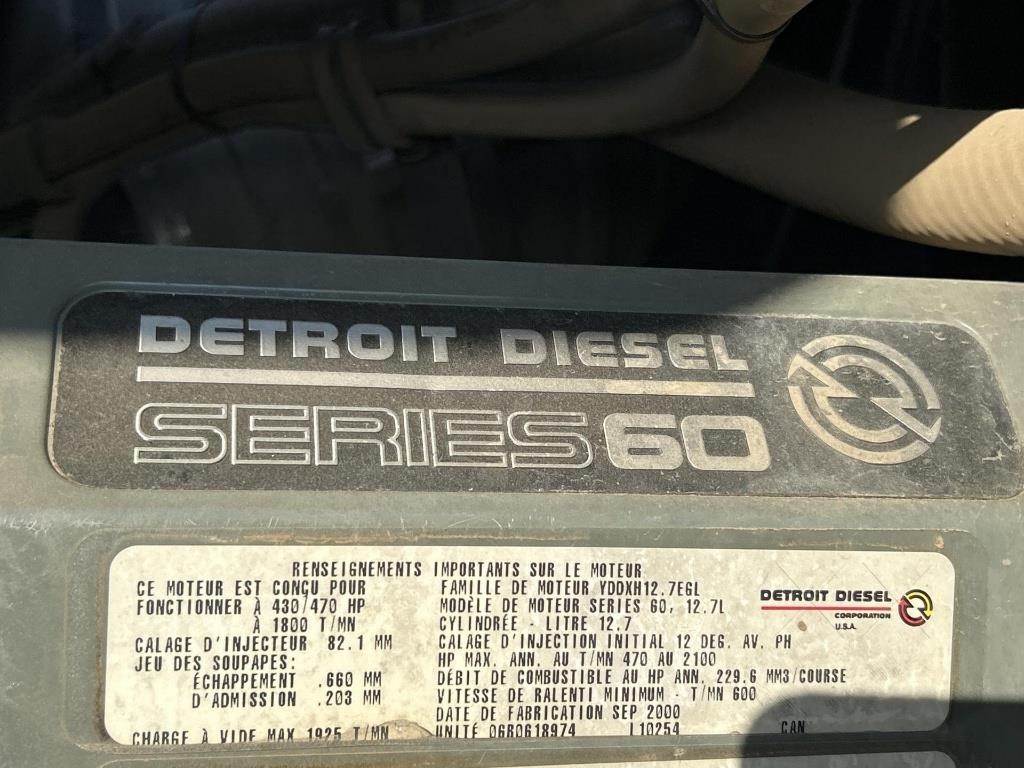 DETROIT DIESEL
SERIES 60
RENSEIGNEMENTS IMPORTANTS SUR LE MOTEUR
CE MOTEUR EST CONÇU POUR
FONCTIONNER À 430/470 HP
À 1800 T/MN
CALAGE D'INJECTEUR 82.1 MM
JEU DES SOUPAPES:
ÉCHAPPEMENT .660 MM
D'ADMISSION .203 MM
CHARGE À VIDE MAX 1925 T/MN
FAMILLE DE MOTEUR YDDXH12.7EGL
MODÈLE DE MOTEUR SERIES 60, 12.7L
CYLINDRÉE - LITRE 12.7
CALAGE D'INJECTION INITIAL 12 DEG. AV. PH
HP MAX. ANN. AU T/MN 470 AU 2100
DÉBIT DE COMBUSTIBLE AU HP ANN. 229.6 MM3/COURSE
VITESSE DE RALENTI MINIMUM - T/MN 600
DATE DE FABRICATION SEP 2000
UNITÉ 06R0618974 L10254 CAN
DETROIT DIESEL
CORPORATION
U.S.A.